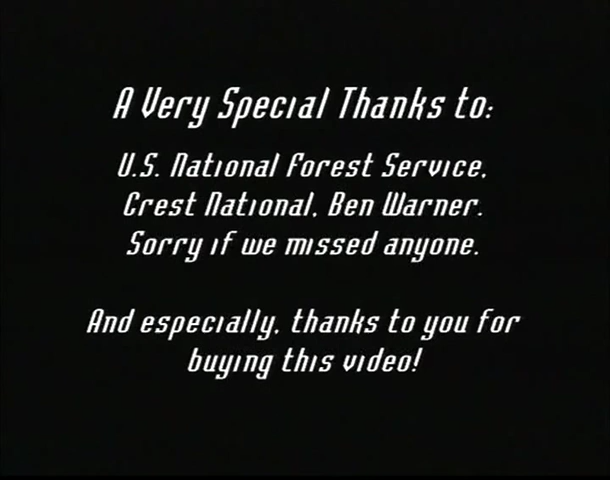 A Very Special Thanks to:
U.S. National Forest Service,
Crest National, Ben Warner.
Sorry if we missed anyone.
And especially, thanks to you for
buying this video!